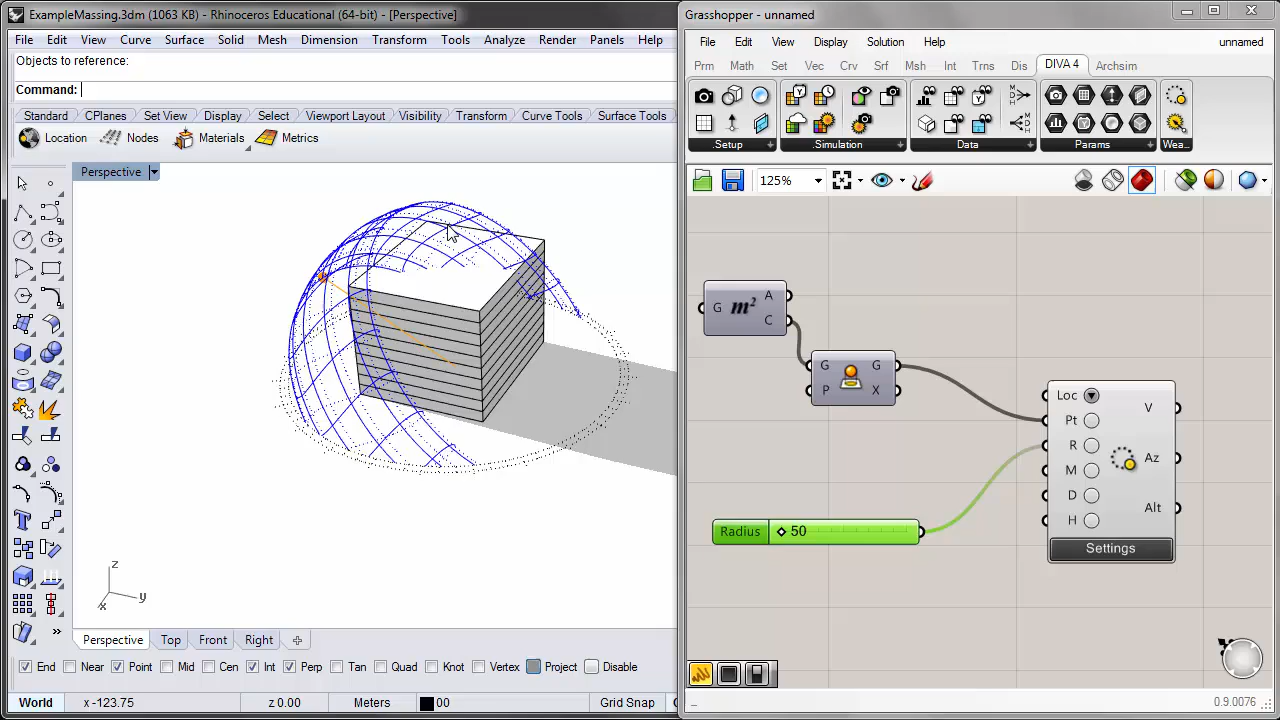 ExampleMassing.3dm (1063 KB) - Rhinoceros Educational (64-bit) - [Perspective]
File Edit View Curve Surface Solid Mesh Dimension Transform Tools Analyze Render Panels Help
Objects to reference:
Command:
Standard CPlanes Set View Display Select Viewport Layout Visibility Transform Curve Tools Surface Tools
Location Nodes Materials Metrics
Perspective
z
y
x
Perspective Top Front Right
End Near Point Mid Cen Int Perp Tan Quad Knot Vertex Project Disable
World x -123.75 z 0.00 Meters 00 Grid Snap
Grasshopper - unnamed
File Edit View Display Solution Help unnamed
Prm Math Set Vec Crv Srf Msh Int Trns Dis DIVA 4 Archsim
.Setup .Simulation Data Params Wea...
125%
G m² A
C
G G
P X
Radius 50
Loc V
Pt
R
M Az
D
H Alt
Settings
0.9.0076